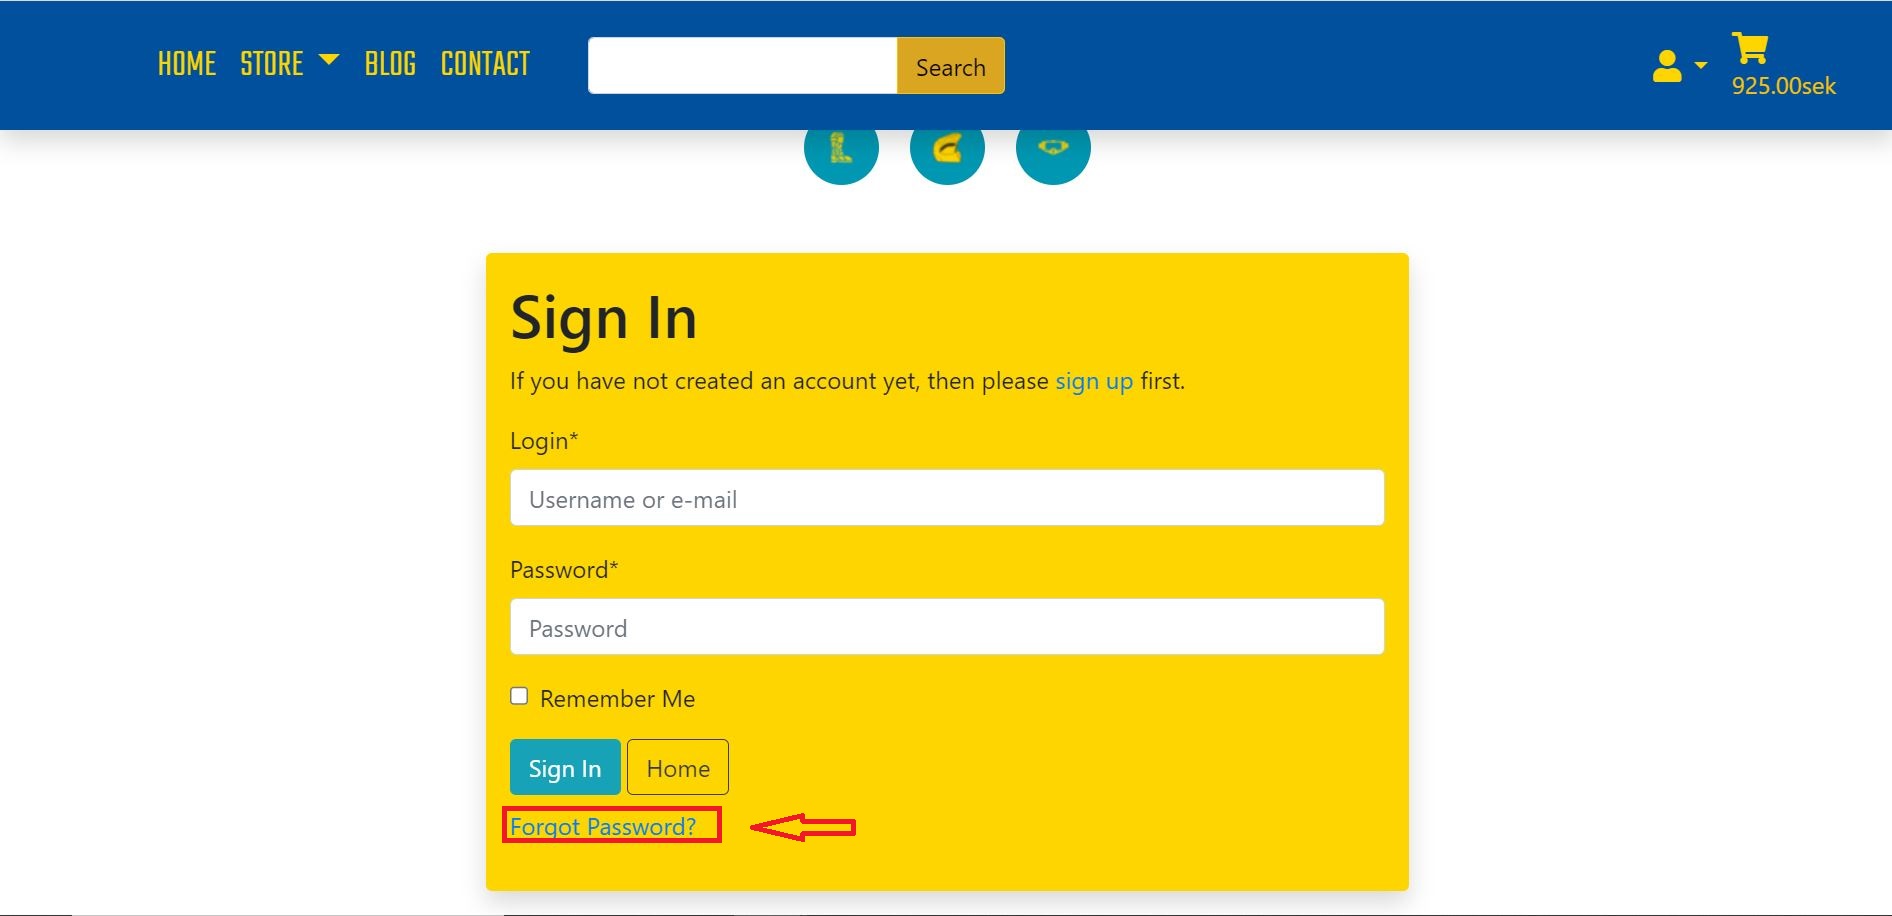 HOME STORE BLOG CONTACT Search
925.00sek
Sign In
If you have not created an account yet, then please sign up first.
Login*
Username or e-mail
Password*
Password
Remember Me
Sign In Home
Forgot Password?